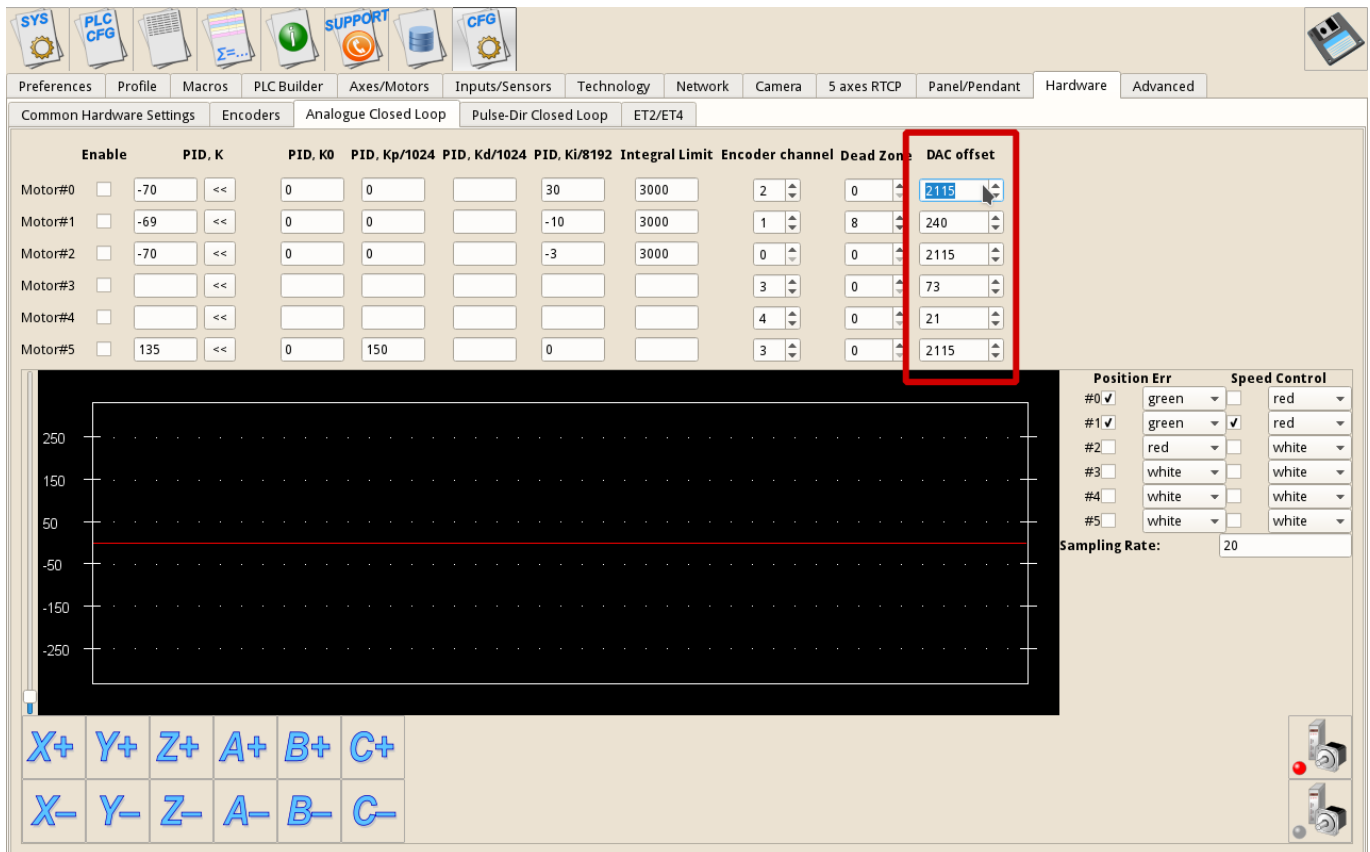 SYS PLC CFG Σ=... SUPPORT CFG
Preferences Profile Macros PLC Builder Axes/Motors Inputs/Sensors Technology Network Camera 5 axes RTCP Panel/Pendant Hardware Advanced
Common Hardware Settings Encoders Analogue Closed Loop Pulse-Dir Closed Loop ET2/ET4
Enable PID, K PID, K0 PID, Kp/1024 PID, Kd/1024 PID, Ki/8192 Integral Limit Encoder channel Dead Zone DAC offset
Motor#0 -70 << 0 0 30 3000 2 0 2115
Motor#1 -69 << 0 0 -10 3000 1 8 240
Motor#2 -70 << 0 0 -3 3000 0 0 2115
Motor#3 << 3 0 73
Motor#4 << 4 0 21
Motor#5 135 << 0 150 0 3 0 2115
Position Err Speed Control
#0 green red
#1 green red
#2 red white
#3 white white
#4 white white
#5 white white
Sampling Rate: 20
250
150
50
-50
-150
-250
X+ Y+ Z+ A+ B+ C+
X- Y- Z- A- B- C-